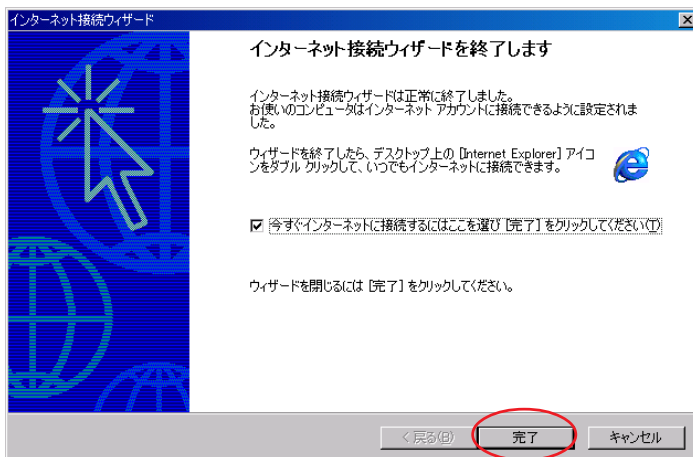 インターネット接続ウィザード
インターネット接続ウィザードを終了します
インターネット接続ウィザードは正常に終了しました。
お使いのコンピュータはインターネット アカウントに接続できるように設定されま
した。
ウィザードを終了したら、デスクトップ上の [Internet Explorer] アイコ
ンをダブル クリックして、いつでもインターネットに接続できます。
今すぐインターネットに接続するにはここを選び [完了] をクリックしてください(T)
ウィザードを閉じるには [完了] をクリックしてください。
< 戻る(B)
完了
キャンセル